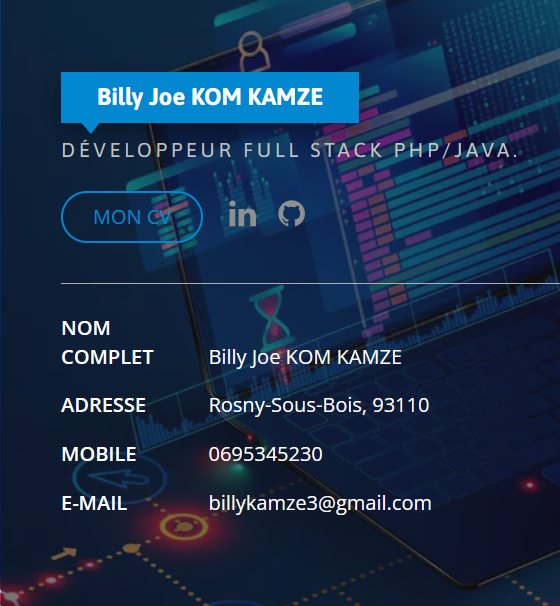 Billy Joe KOM KAMZE
DÉVELOPPEUR FULL STACK PHP/JAVA.
MON CV
NOM
COMPLET Billy Joe KOM KAMZE
ADRESSE Rosny-Sous-Bois, 93110
MOBILE 0695345230
E-MAIL billykamze3@gmail.com